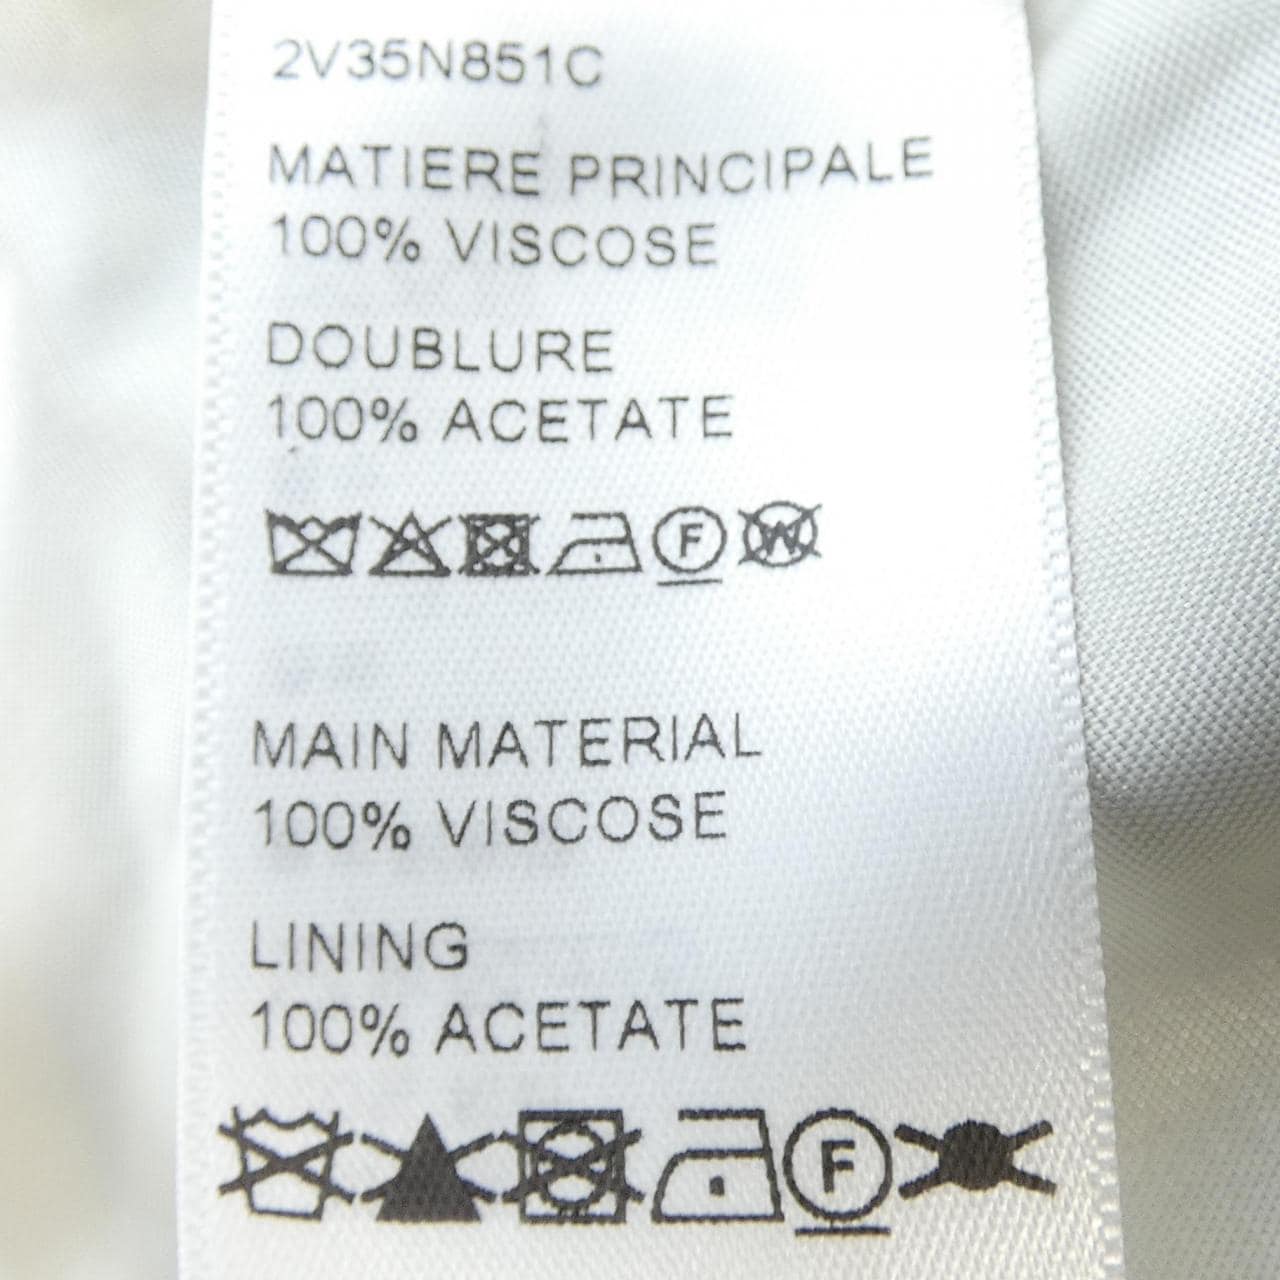 2V35N851C
MATIERE PRINCIPALE
100% VISCOSE
DOUBLURE
100% ACETATE
F W
MAIN MATERIAL
100% VISCOSE
LINING
100% ACETATE
F